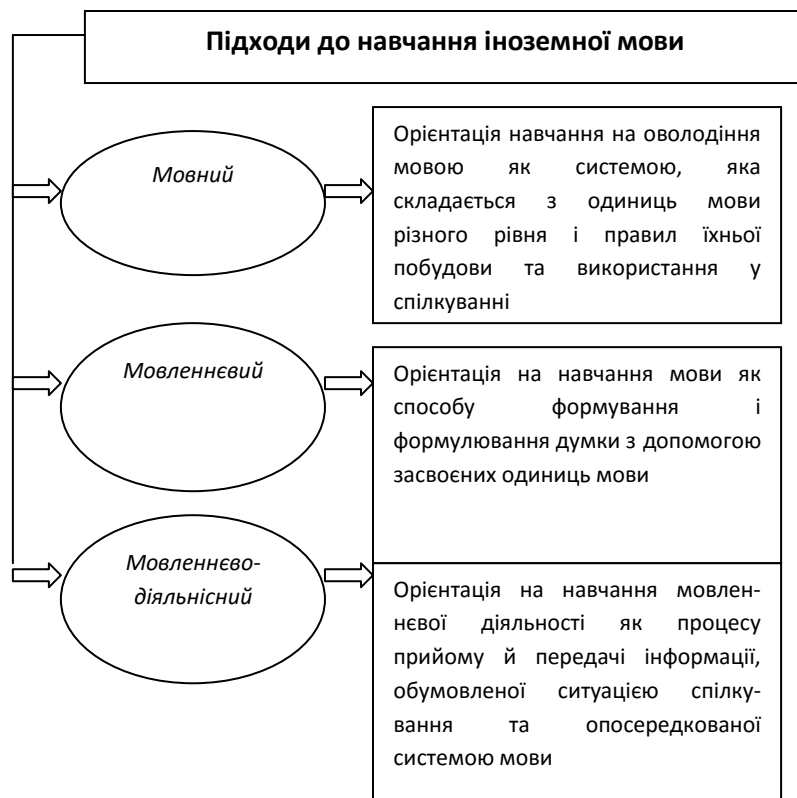 Підходи до навчання іноземної мови
Мовний
Орієнтація навчання на оволодіння
мовою як системою, яка
складається з одиниць мови
різного рівня і правил їхньої
побудови та використання у
спілкуванні
Мовленнєвий
Орієнтація на навчання мови як
способу формування і
формулювання думки з допомогою
засвоєних одиниць мови
Мовленнєво-
діяльнісний
Орієнтація на навчання мовлен-
нєвої діяльності як процесу
прийому й передачі інформації,
обумовленої ситуацією спілку-
вання та опосередкованої
системою мови